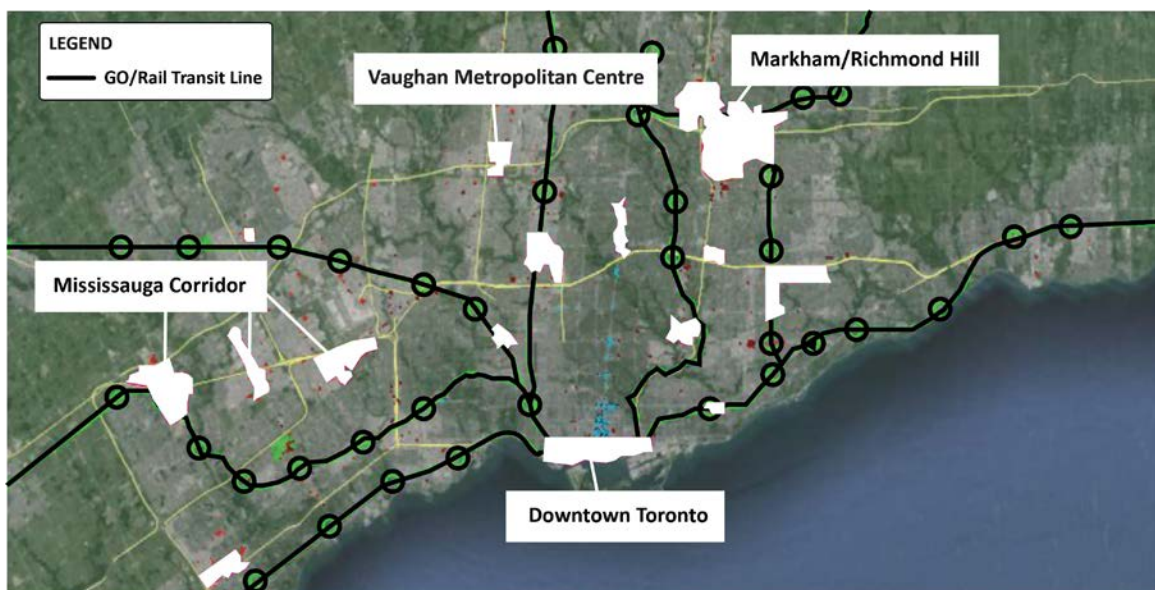 LEGEND
GO/Rail Transit Line
Vaughan Metropolitan Centre
Markham/Richmond Hill
Mississauga Corridor
Downtown Toronto